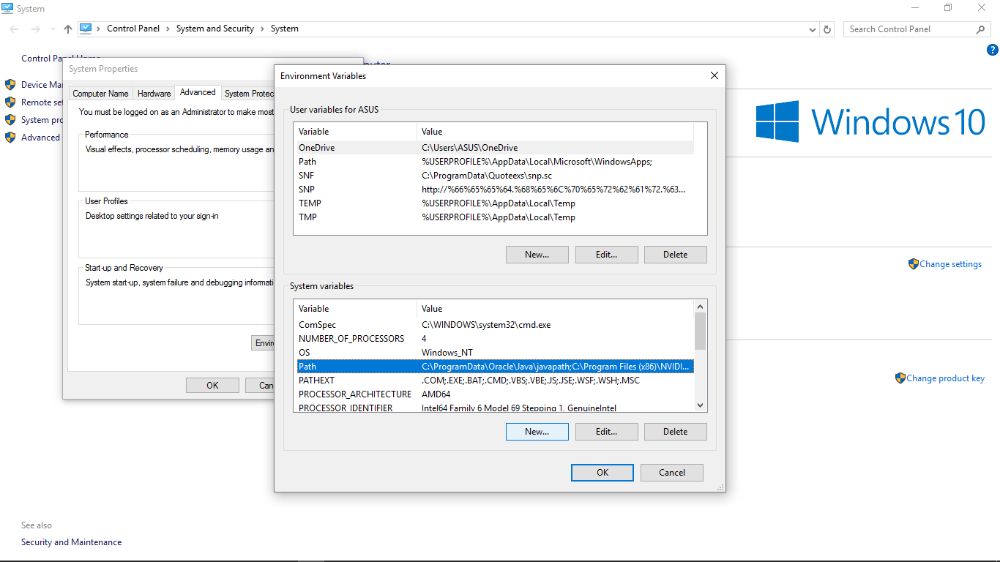 System
Control Panel > System and Security > System
Search Control Panel
Control Panel Home
System Properties
Environment Variables
Device Ma
Remote set
System pro
Advanced
Computer Name Hardware Advanced System Protec
You must be logged on as an Administrator to make most
Performance
Visual effects, processor scheduling, memory usage an
User Profiles
Desktop settings related to your sign-in
Start-up and Recovery
System start-up, system failure and debugging informati
Envir
OK Can
User variables for ASUS
Variable Value
OneDrive C:\Users\ASUS\OneDrive
Path %USERPROFILE%\AppData\Local\Microsoft\WindowsApps;
SNF C:\ProgramData\Quoteexs\snp.sc
SNP http://%66%65%65%64.%68%65%6C%70%65%72%62%61%72.%63...
TEMP %USERPROFILE%\AppData\Local\Temp
TMP %USERPROFILE%\AppData\Local\Temp
New... Edit... Delete
System variables
Variable Value
ComSpec C:\WINDOWS\system32\cmd.exe
NUMBER_OF_PROCESSORS 4
OS Windows_NT
Path C:\ProgramData\Oracle\Java\javapath;C:\Program Files (x86)\NVIDI...
PATHEXT .COM;.EXE;.BAT;.CMD;.VBS;.VBE;.JS;.JSE;.WSF;.WSH;.MSC
PROCESSOR_ARCHITECTURE AMD64
PROCESSOR_IDENTIFIER Intel64 Family 6 Model 69 Stepping 1, GenuineIntel
New... Edit... Delete
OK Cancel
Windows 10
Change settings
Change product key
See also
Security and Maintenance